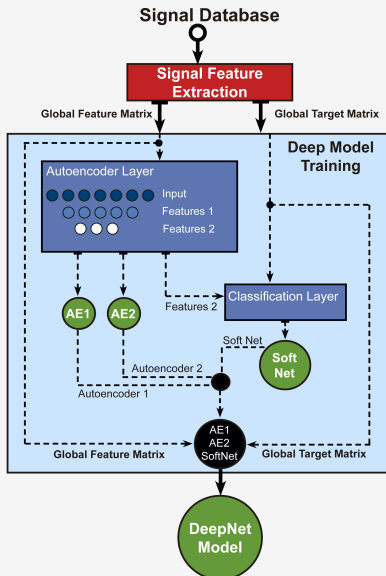 Signal Database
Signal Feature
Extraction
Global Feature Matrix
Global Target Matrix
Deep Model
Training
Autoencoder Layer
Input
Features 1
Features 2
AE1
AE2
Features 2
Classification Layer
Soft Net
Soft
Net
Autoencoder 2
Autoencoder 1
AE1
AE2
SoftNet
Global Feature Matrix
Global Target Matrix
DeepNet
Model